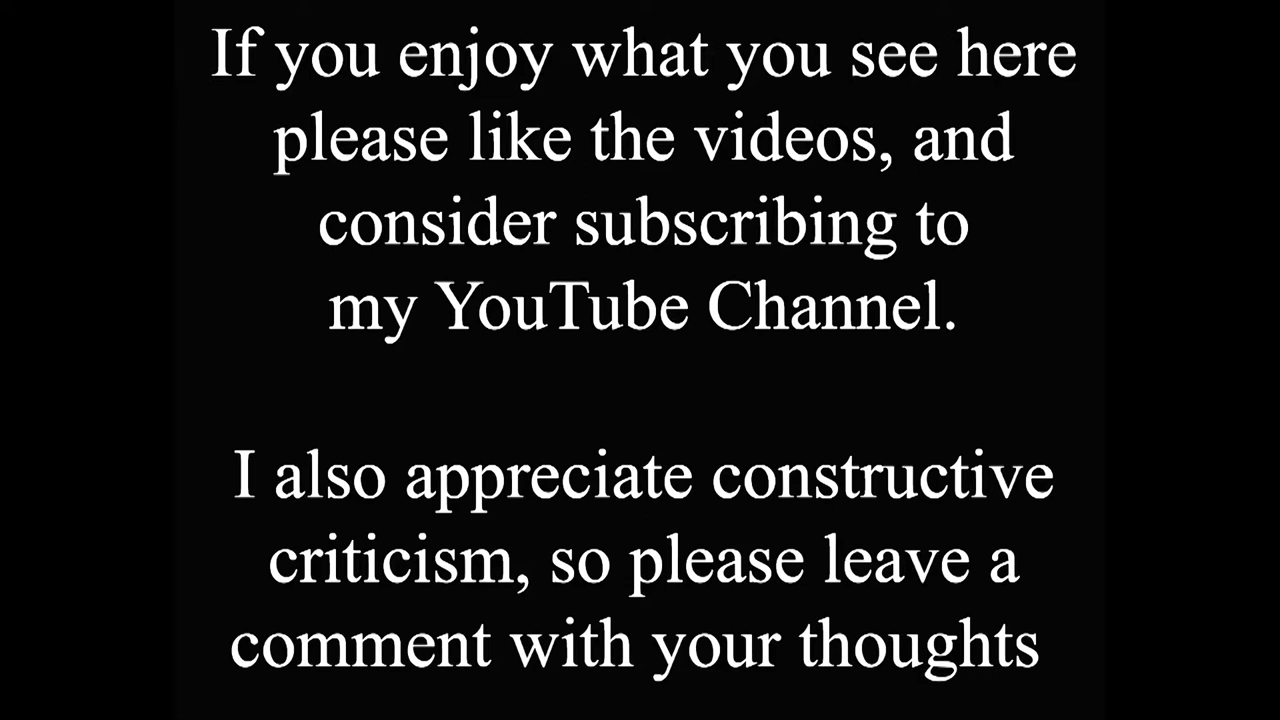 If you enjoy what you see here
please like the videos, and
consider subscribing to
my YouTube Channel.
I also appreciate constructive
criticism, so please leave a
comment with your thoughts